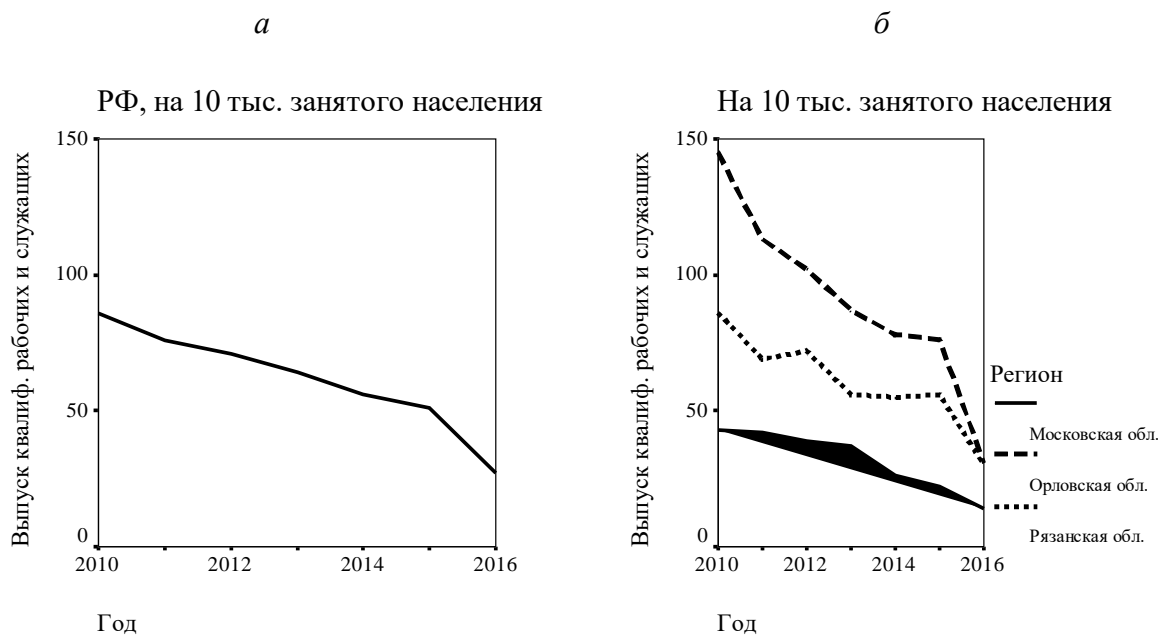 а
РФ, на 10 тыс. занятого населения
Выпуск квалиф. рабочих и служащих
150
100
50
0
2010
2012
2014
2016
Год
б
На 10 тыс. занятого населения
Выпуск квалиф. рабочих и служащих
150
100
50
0
2010
2012
2014
2016
Год
Регион
Московская обл.
Орловская обл.
Рязанская обл.